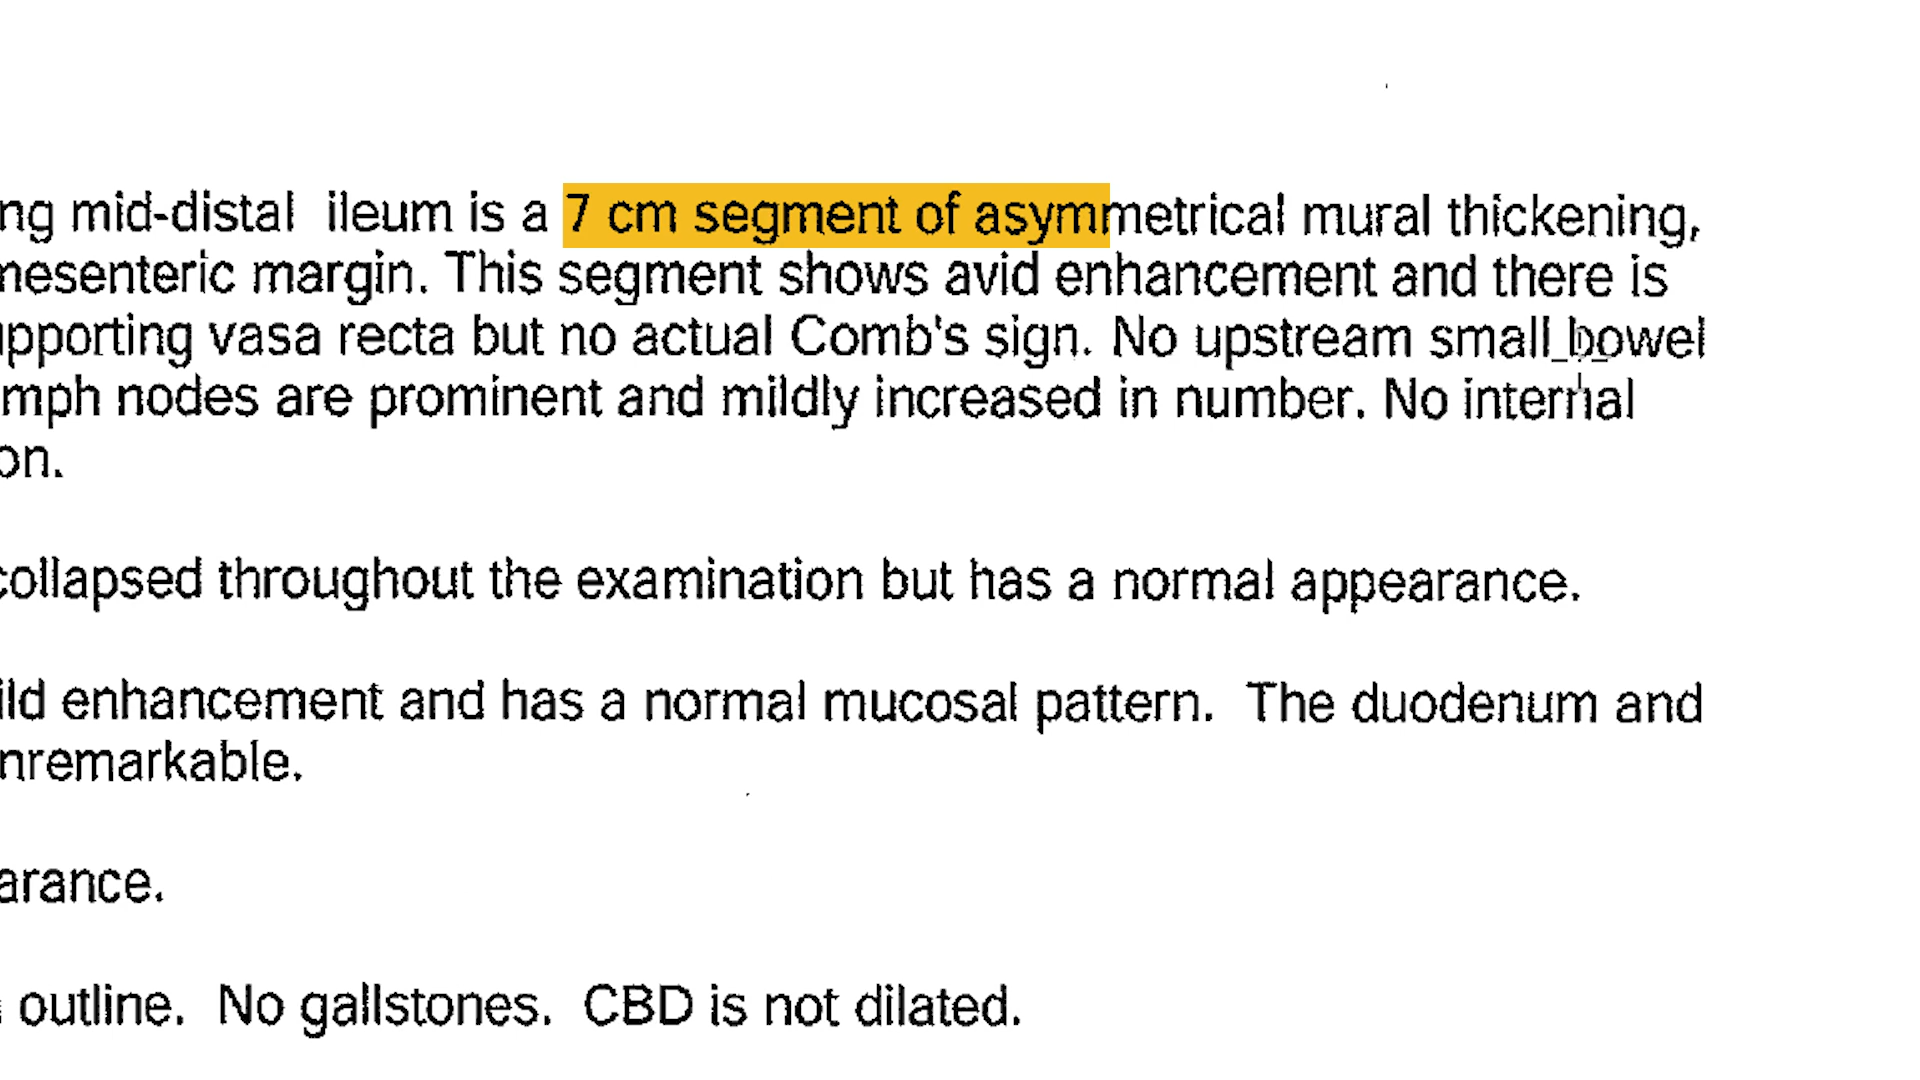 ng mid-distal ileum is a 7 cm segment of asymmetrical mural thickening,
mesenteric margin. This segment shows avid enhancement and there is
upporting vasa recta but no actual Comb's sign. No upstream small bowel
mph nodes are prominent and mildly increased in number. No internal
on.
collapsed throughout the examination but has a normal appearance.
ild enhancement and has a normal mucosal pattern. The duodenum and
nremarkable.
arance.
outline. No gallstones. CBD is not dilated.